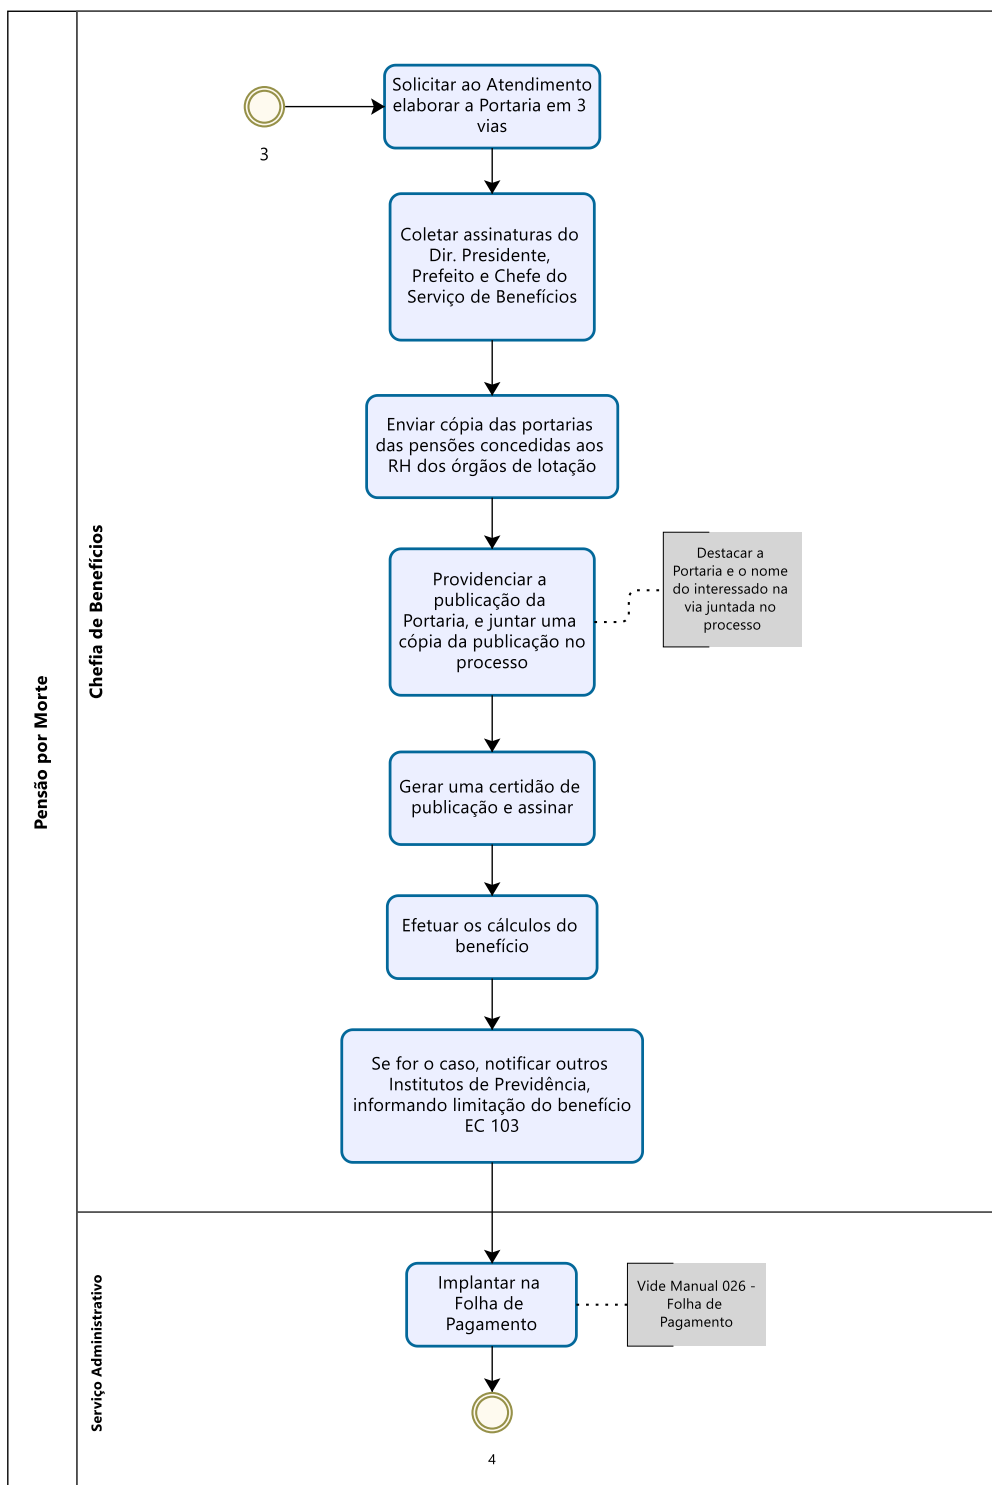 Pensão por Morte
Chefia de Benefícios
Solicitar ao Atendimento
elaborar a Portaria em 3
vias
3
Coletar assinaturas do
Dir. Presidente,
Prefeito e Chefe do
Serviço de Benefícios
Enviar cópia das portarias
das pensões concedidas aos
RH dos órgãos de lotação
Providenciar a
publicação da
Portaria, e juntar uma
cópia da publicação no
processo
Destacar a
Portaria e o nome
do interessado na
via juntada no
processo
Gerar uma certidão de
publicação e assinar
Efetuar os cálculos do
benefício
Se for o caso, notificar outros
Institutos de Previdência,
informando limitação do benefício
EC 103
Serviço Administrativo
Implantar na
Folha de
Pagamento
Vide Manual 026 -
Folha de
Pagamento
4